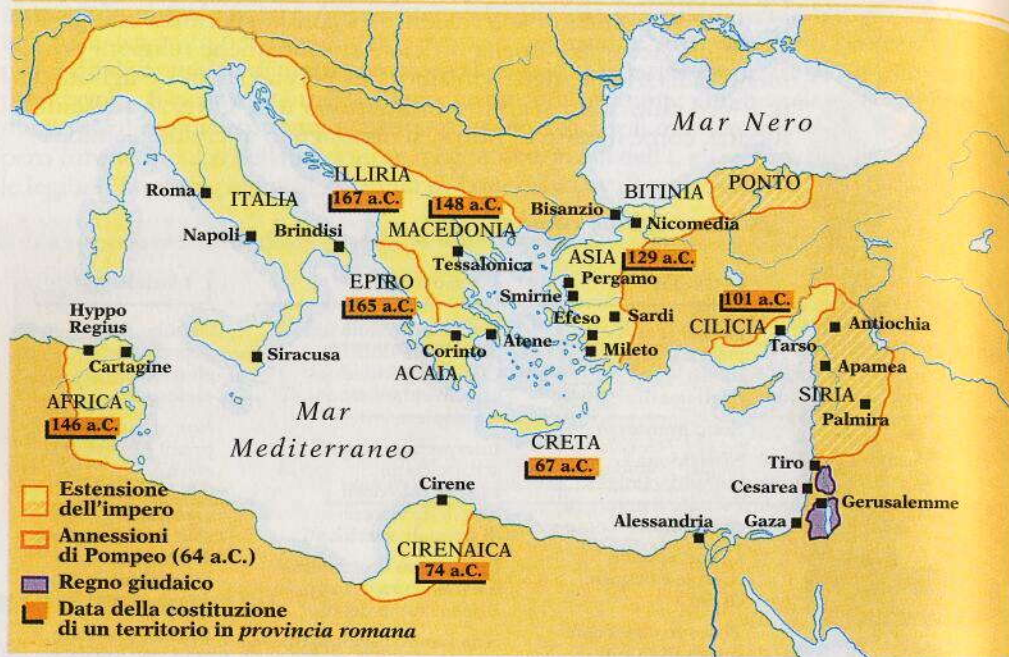 Mar Nero
ILLIRIA
167 a.C.
148 a.C.
BITINIA
PONTO
Roma
ITALIA
Bisanzio
Nicomedia
MACEDONIA
Napoli
Brindisi
Tessalonica
ASIA
129 a.C.
Pergamo
EPIRO
165 a.C.
Smirne
101 a.C.
Hyppo
Regius
Efeso
Sardi
CILICIA
Antiochia
Tarso
Cartagine
Siracusa
Corinto
Atene
Mileto
Apamea
ACAIA
SIRIA
AFRICA
146 a.C.
Mar
Mediterraneo
Palmira
CRETA
67 a.C.
Tiro
Cirene
Cesarea
Gerusalemme
Alessandria
Gaza
CIRENAICA
74 a.C.
Estensione
dell'impero
Annessioni
di Pompeo (64 a.C.)
Regno giudaico
Data della costituzione
di un territorio in provincia romana